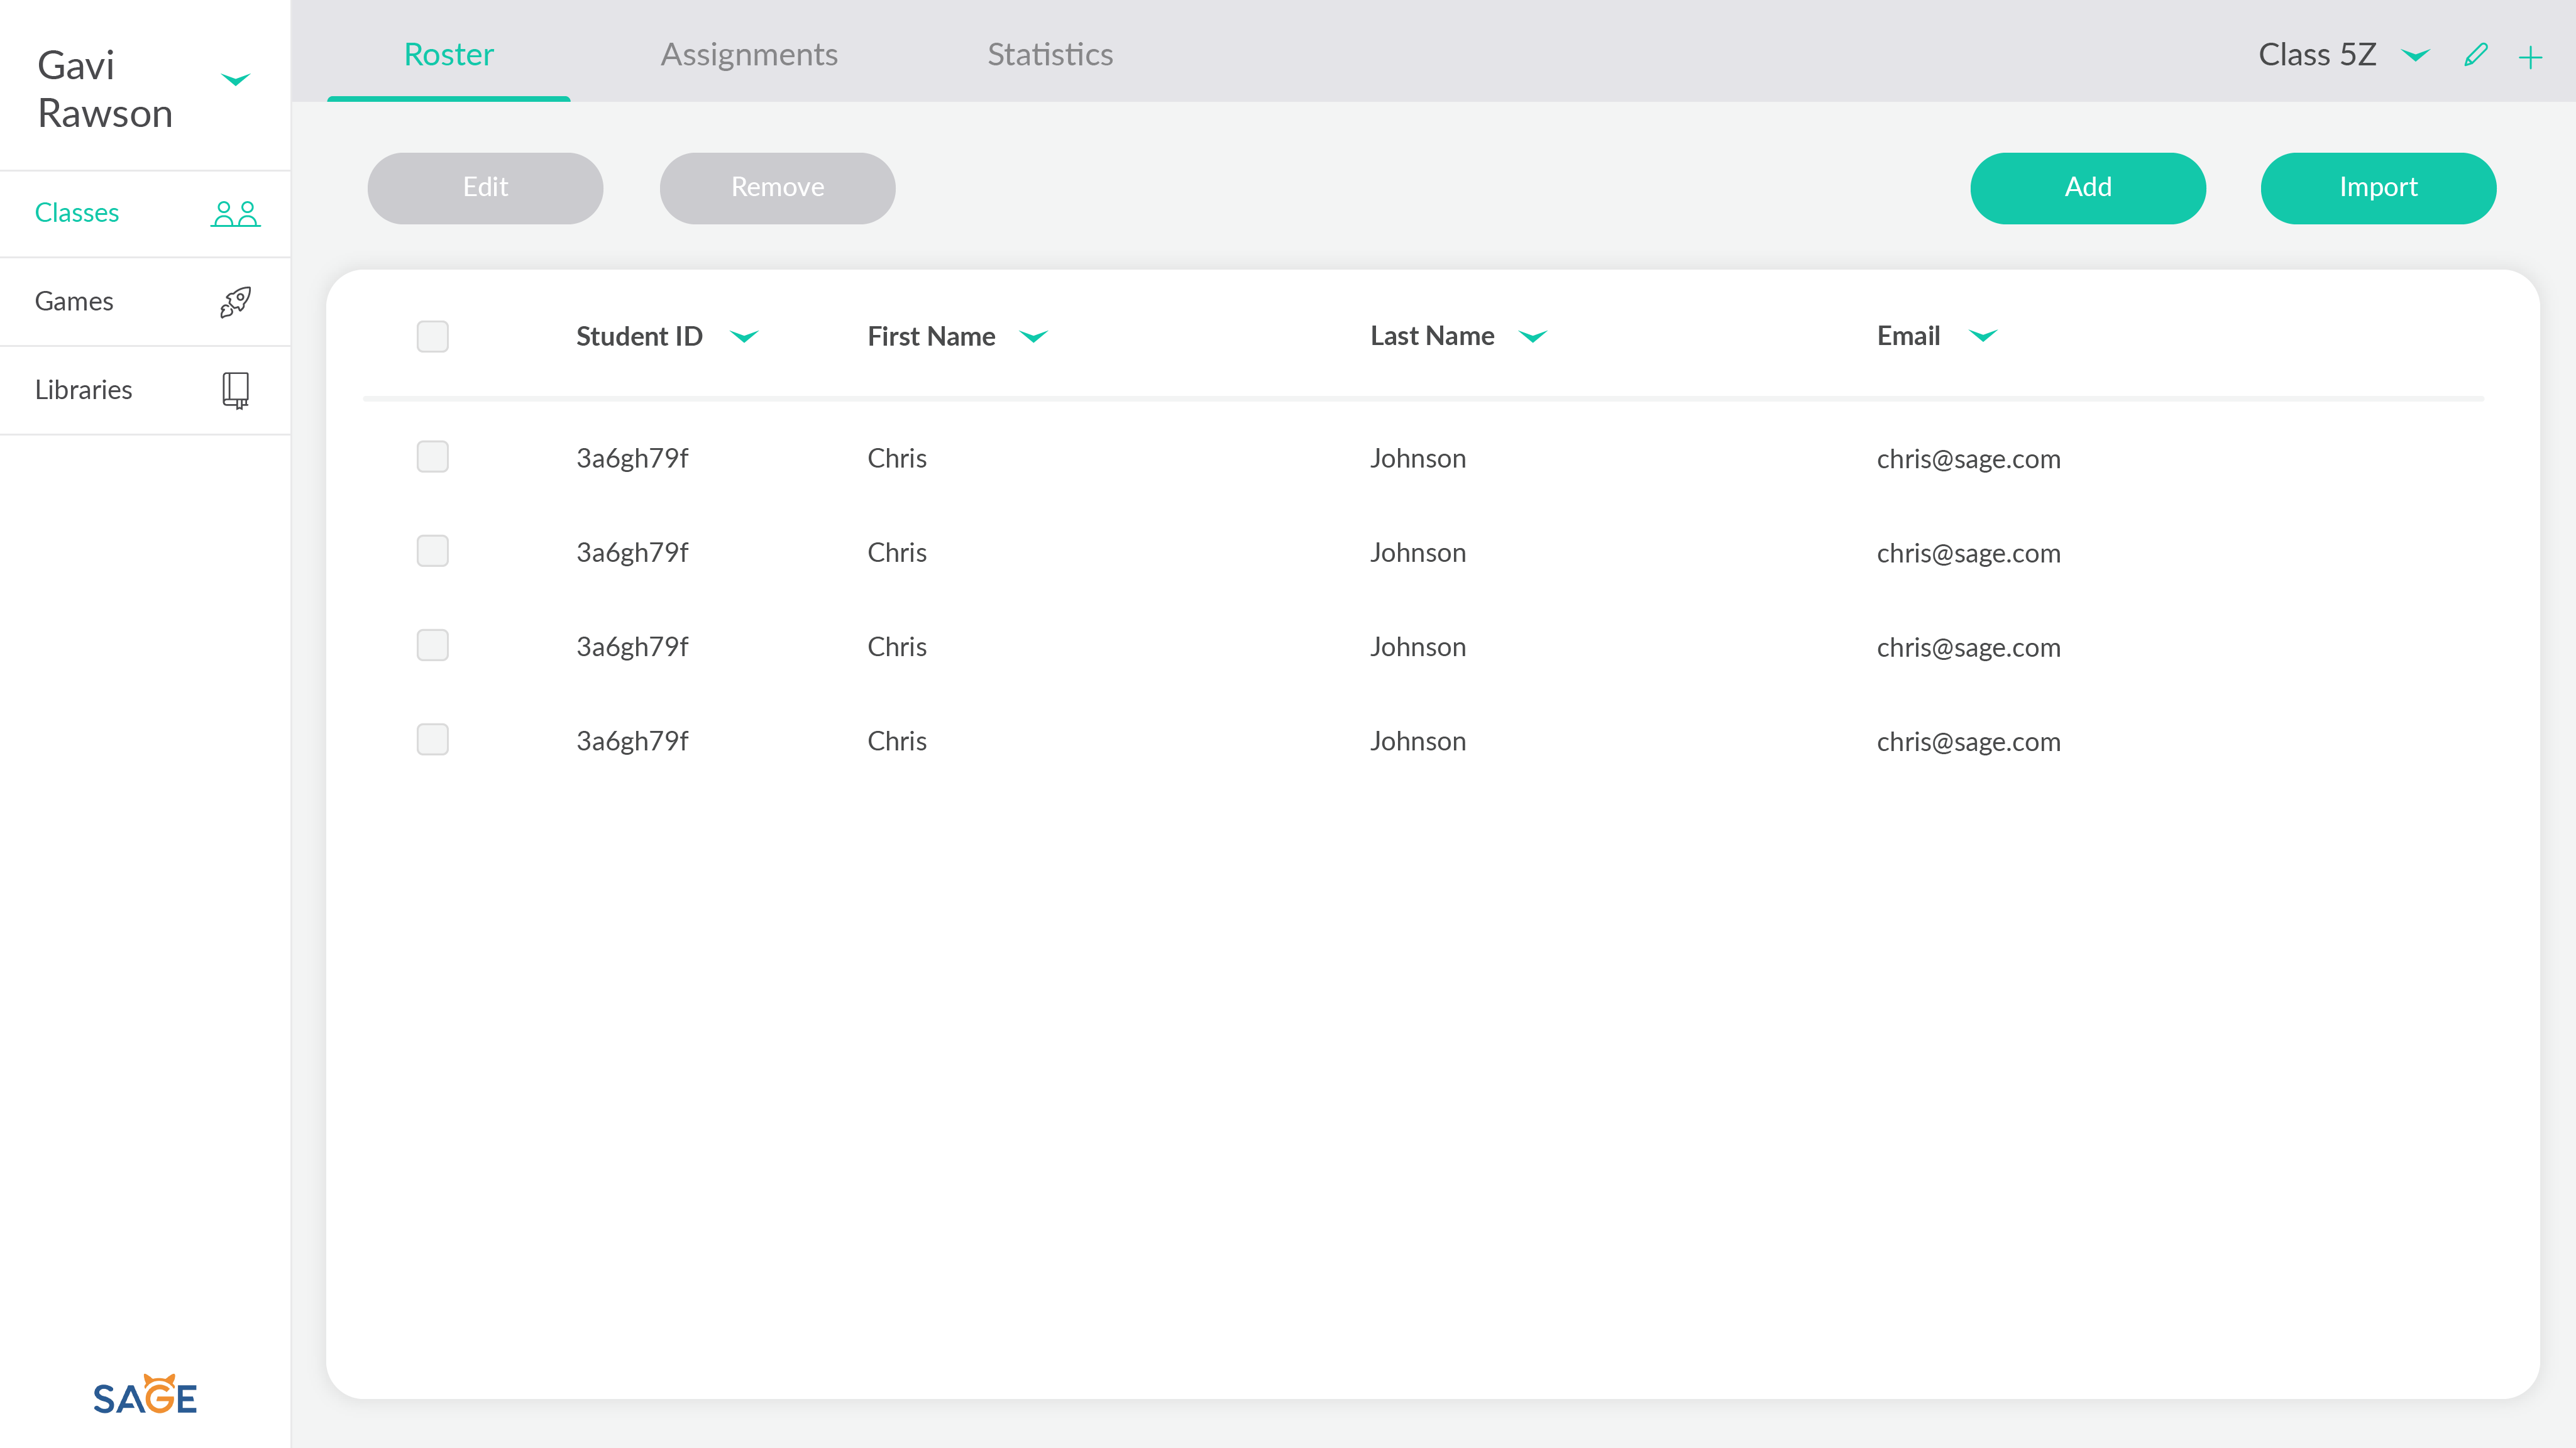 Gavi
Rawson
Classes
Games
Libraries
SAGE
Roster Assignments Statistics Class 5Z
Edit Remove Add Import
Student ID First Name Last Name Email
3a6gh79f Chris Johnson chris@sage.com
3a6gh79f Chris Johnson chris@sage.com
3a6gh79f Chris Johnson chris@sage.com
3a6gh79f Chris Johnson chris@sage.com